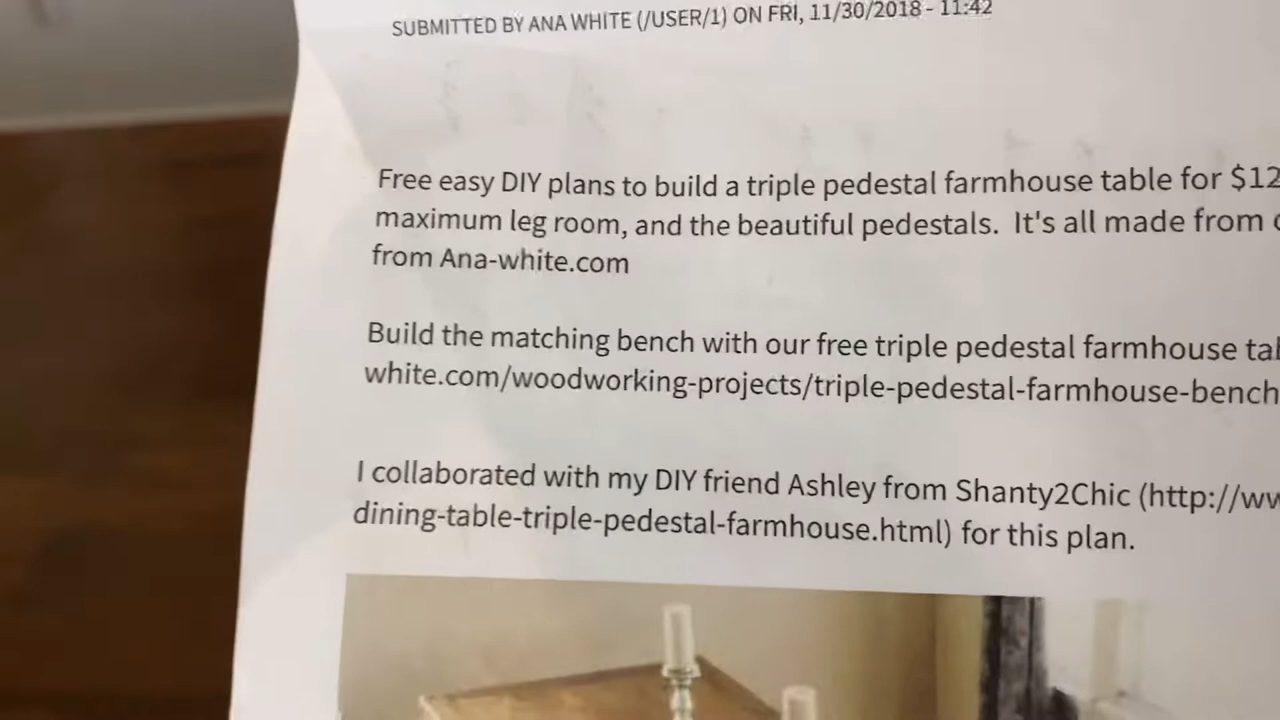 SUBMITTED BY ANA WHITE (/USER/1) ON FRI, 11/30/2018 - 11:42
Free easy DIY plans to build a triple pedestal farmhouse table for $12
maximum leg room, and the beautiful pedestals. It's all made from
from Ana-white.com
Build the matching bench with our free triple pedestal farmhouse
white.com/woodworking-projects/triple-pedestal-farmhouse-bench
I collaborated with my DIY friend Ashley from Shanty2Chic (http://ww
dining-table-triple-pedestal-farmhouse.html) for this plan.